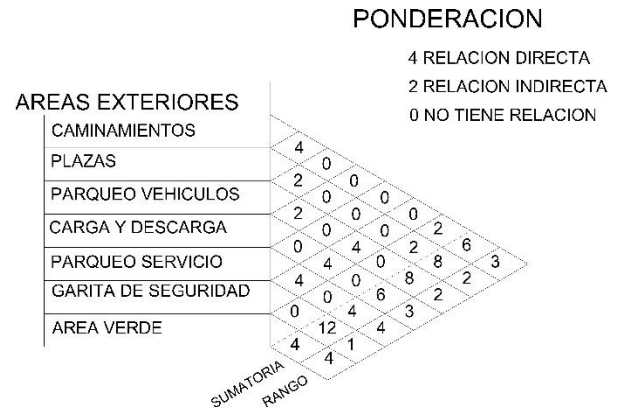 PONDERACION
4 RELACION DIRECTA
2 RELACION INDIRECTA
0 NO TIENE RELACION
AREAS EXTERIORES
CAMINAMIENTOS
4
PLAZAS
0
2 0
PARQUEO VEHICULOS
0 0
2 0 0
CARGA Y DESCARGA
0 0 2
0 4 2 6
PARQUEO SERVICIO
4 0 8 3
4 0 8 2
GARITA DE SEGURIDAD
0 6 2
0 4 3
AREA VERDE
12 4
4 1
4
SUMATORIA
RANGO